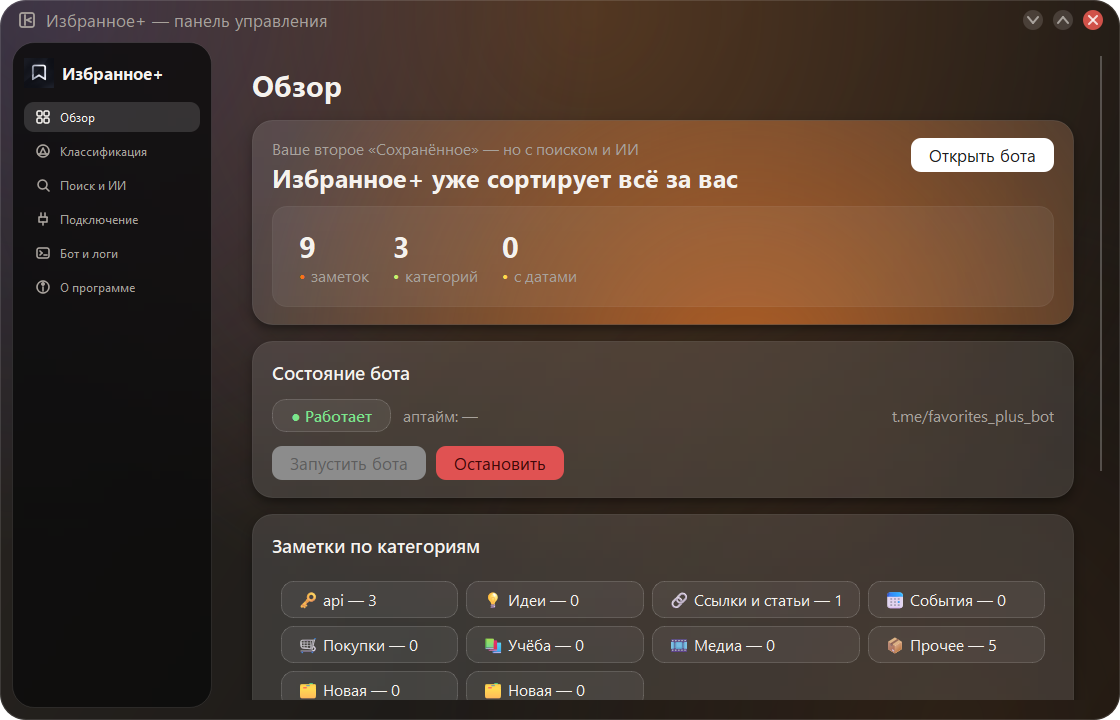 Избранное+ — панель управления
Избранное+
Обзор
Классификация
Поиск и ИИ
Подключение
Бот и логи
О программе
Обзор
Ваше второе «Сохранённое» — но с поиском и ИИ
Избранное+ уже сортирует всё за вас
Открыть бота
9 3 0
• заметок • категорий • с датами
Состояние бота
● Работает аптайм: — t.me/favorites_plus_bot
Запустить бота Остановить
Заметки по категориям
api — 3 Идеи — 0 Ссылки и статьи — 1 События — 0
Покупки — 0 Учёба — 0 Медиа — 0 Прочее — 5
Новая — 0 Новая — 0